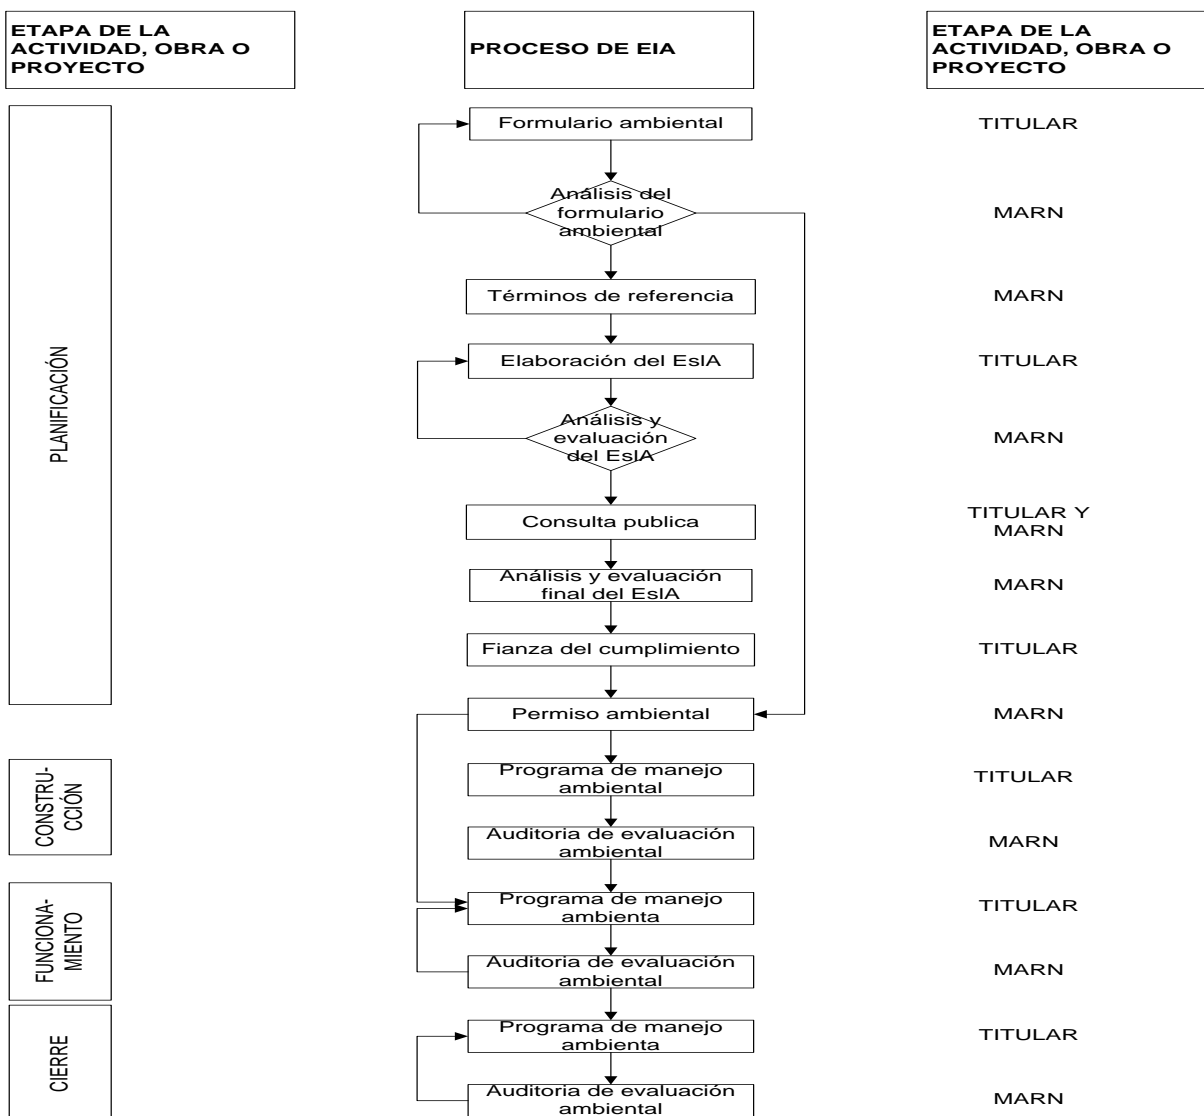 ETAPA DE LA
ACTIVIDAD, OBRA O
PROYECTO
PROCESO DE EIA
ETAPA DE LA
ACTIVIDAD, OBRA O
PROYECTO
PLANIFICACIÓN
Formulario ambiental
TITULAR
Análisis del
formulario
ambiental
MARN
Términos de referencia
MARN
Elaboración del EsIA
TITULAR
Análisis y
evaluación
del EsIA
MARN
Consulta publica
TITULAR Y
MARN
Análisis y evaluación
final del EsIA
MARN
Fianza del cumplimiento
TITULAR
Permiso ambiental
MARN
CONSTRU-
CCIÓN
Programa de manejo
ambiental
TITULAR
Auditoria de evaluación
ambiental
MARN
FUNCIONA-
MIENTO
Programa de manejo
ambienta
TITULAR
Auditoria de evaluación
ambiental
MARN
CIERRE
Programa de manejo
ambienta
TITULAR
Auditoria de evaluación
ambiental
MARN